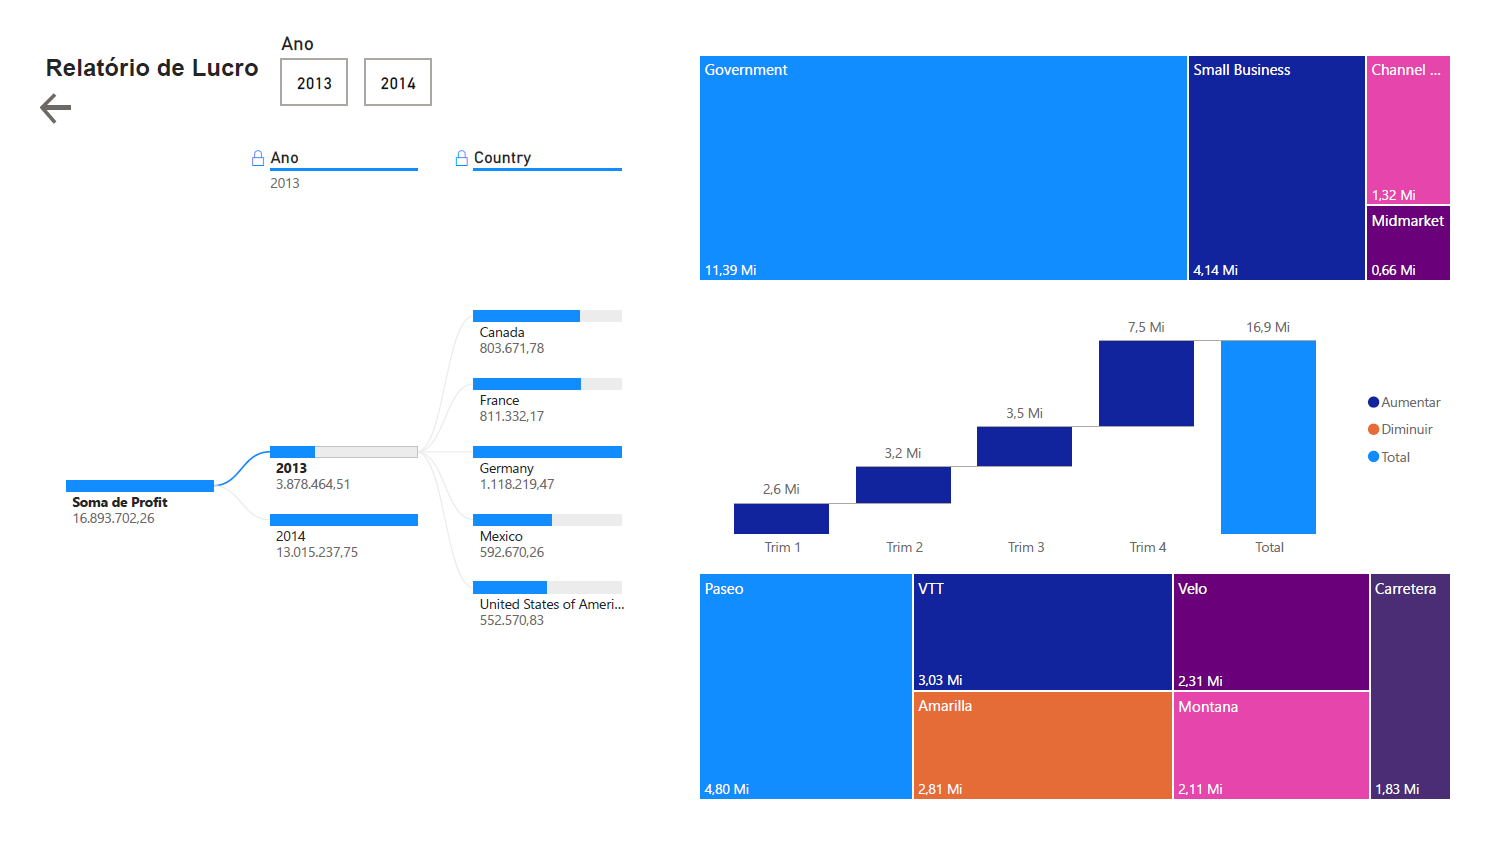 Relatório de Lucro
Ano
2013
2014
Ano
2013
Country
Soma de Profit
16.893.702,26
2013
3.878.464,51
2014
13.015.237,75
Canada
803.671,78
France
811.332,17
Germany
1.118.219,47
Mexico
592.670,26
United States of Ameri...
552.570,83
Government
11,39 Mi
Small Business
4,14 Mi
Channel ...
1,32 Mi
Midmarket
0,66 Mi
2,6 Mi
3,2 Mi
3,5 Mi
7,5 Mi
16,9 Mi
Trim 1
Trim 2
Trim 3
Trim 4
Total
Aumentar
Diminuir
Total
Paseo
4,80 Mi
VTT
3,03 Mi
Amarilla
2,81 Mi
Velo
2,31 Mi
Montana
2,11 Mi
Carretera
1,83 Mi